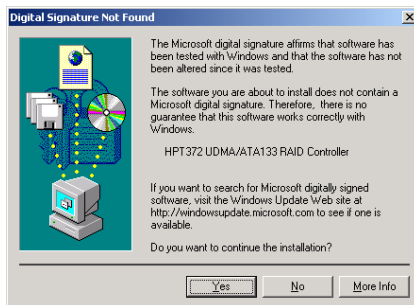 Digital Signature Not Found
The Microsoft digital signature affirms that software has
been tested with Windows and that the software has not
been altered since it was tested.
The software you are about to install does not contain a
Microsoft digital signature. Therefore, there is no
guarantee that this software works correctly with
Windows.
HPT372 UDMA/ATA133 RAID Controller
If you want to search for Microsoft digitally signed
software, visit the Windows Update Web site at
http://windowsupdate.microsoft.com to see if one is
available.
Do you want to continue the installation?
Yes No More Info